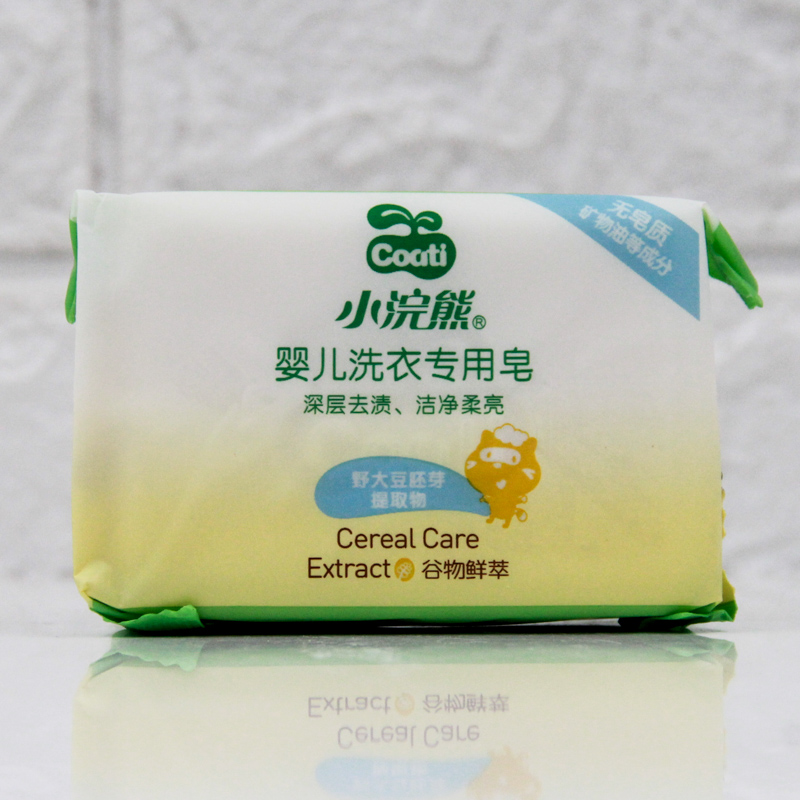 Coati
小浣熊®
婴儿洗衣专用皂
深层去渍、洁净柔亮
无皂质
矿物油等成分
野大豆胚芽
提取物
Cereal Care
Extract 谷物鲜萃